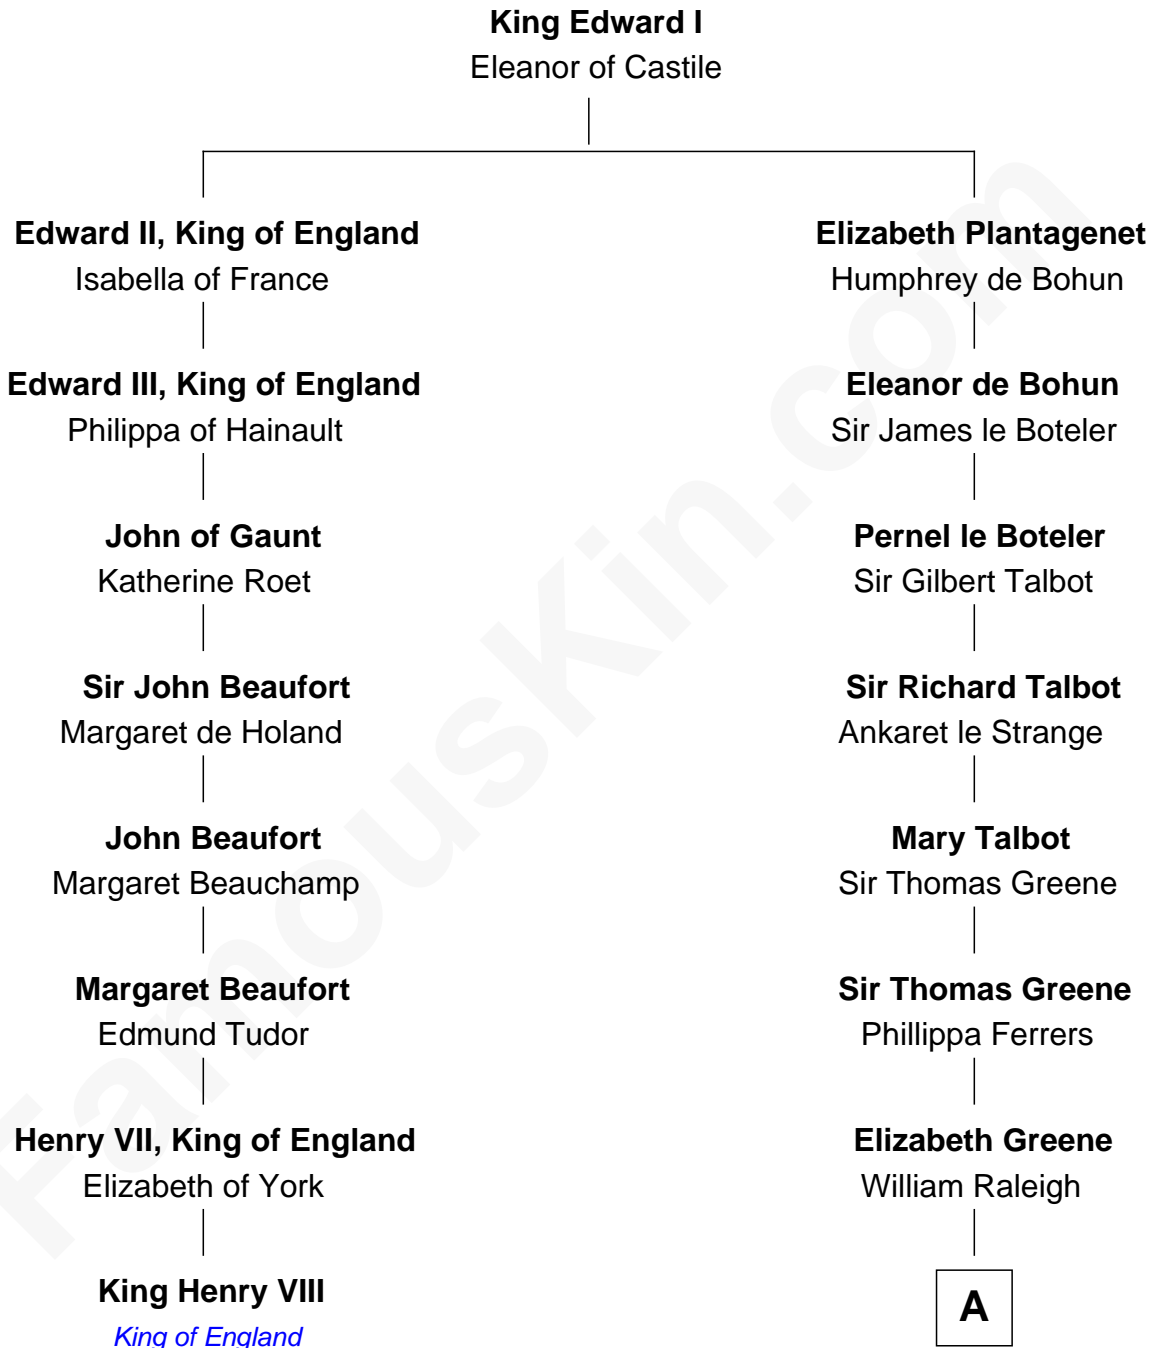 King Edward I
Eleanor of Castile
Edward II, King of England
Isabella of France
Elizabeth Plantagenet
Humphrey de Bohun
Edward III, King of England
Philippa of Hainault
Eleanor de Bohun
Sir James le Boteler
John of Gaunt
Katherine Roet
Pernel le Boteler
Sir Gilbert Talbot
Sir John Beaufort
Margaret de Holand
Sir Richard Talbot
Ankaret le Strange
John Beaufort
Margaret Beauchamp
Mary Talbot
Sir Thomas Greene
Margaret Beaufort
Edmund Tudor
Sir Thomas Greene
Phillippa Ferrers
Henry VII, King of England
Elizabeth of York
Elizabeth Greene
William Raleigh
King Henry VIII
King of England
A
FamousKin.com